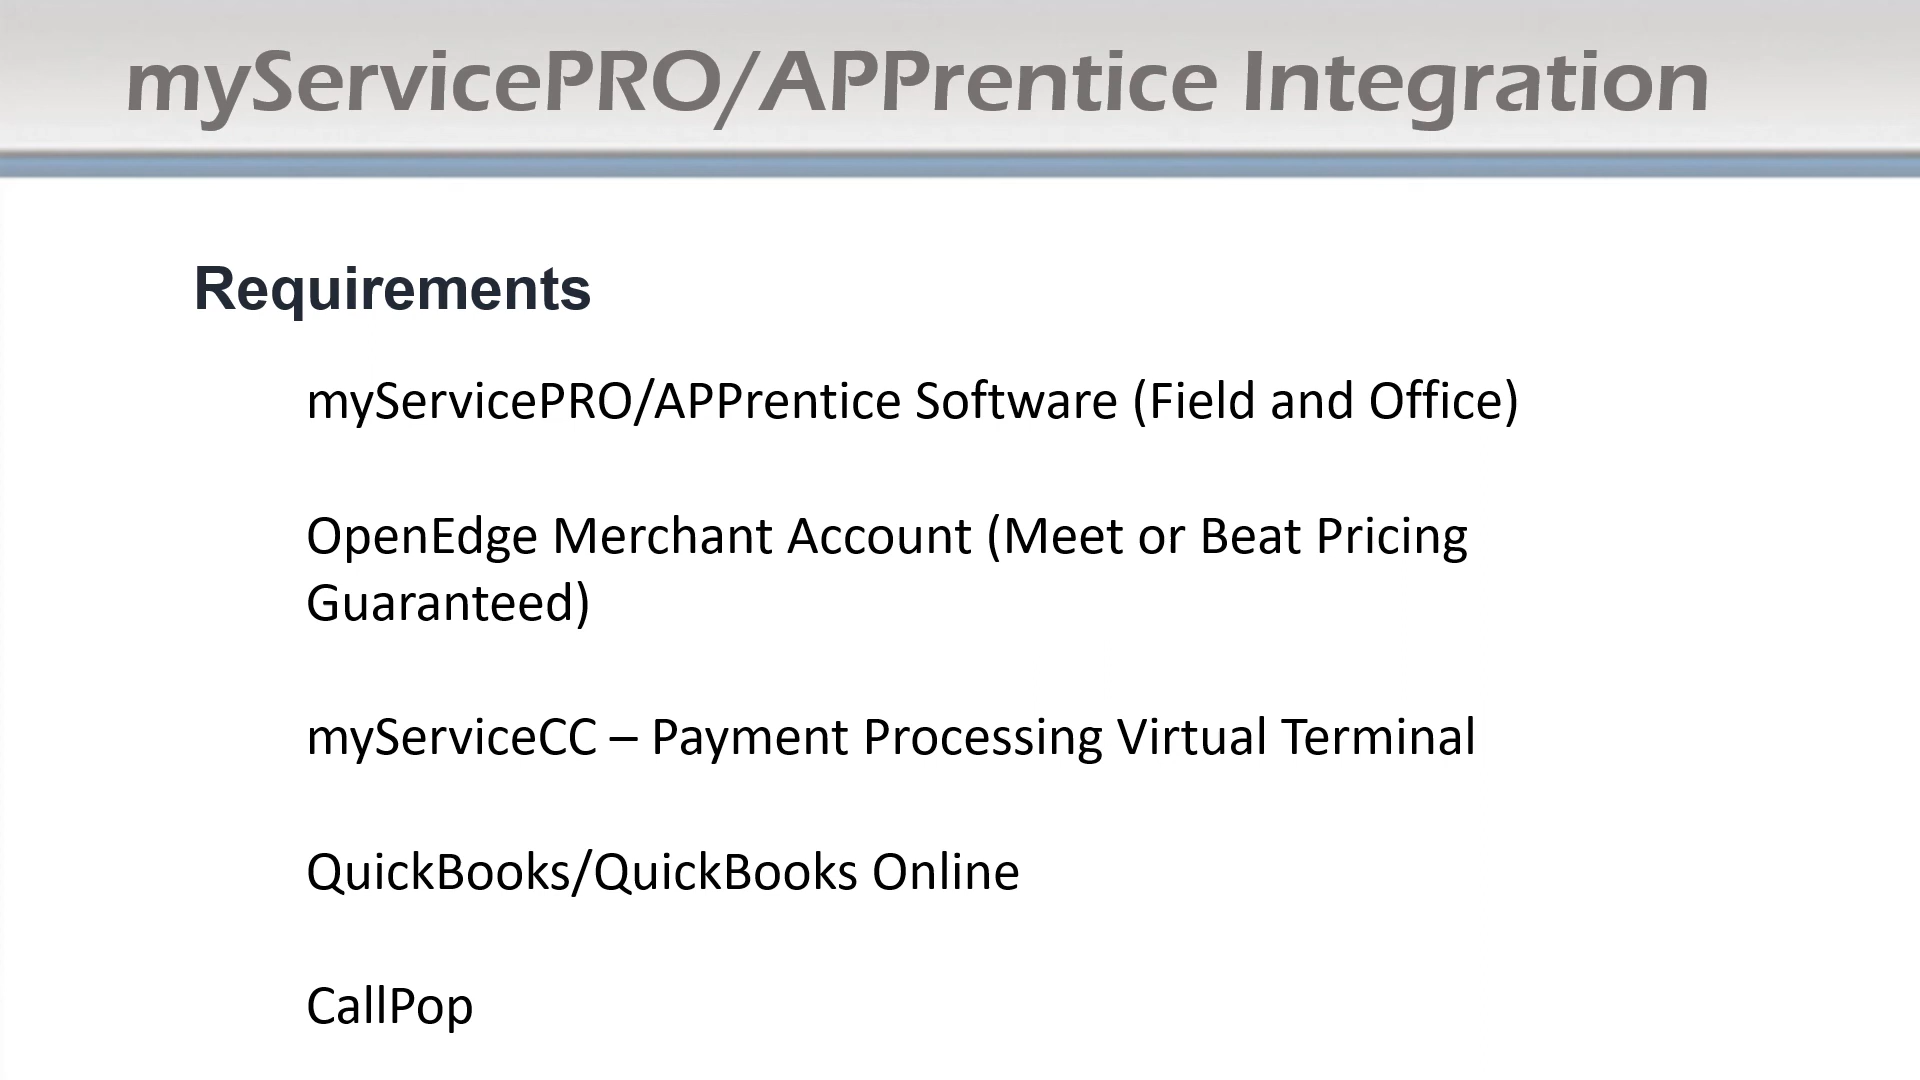 myServicePRO/APPrentice Integration
Requirements
myServicePRO/APPrentice Software (Field and Office)
OpenEdge Merchant Account (Meet or Beat Pricing
Guaranteed)
myServiceCC – Payment Processing Virtual Terminal
QuickBooks/QuickBooks Online
CallPop